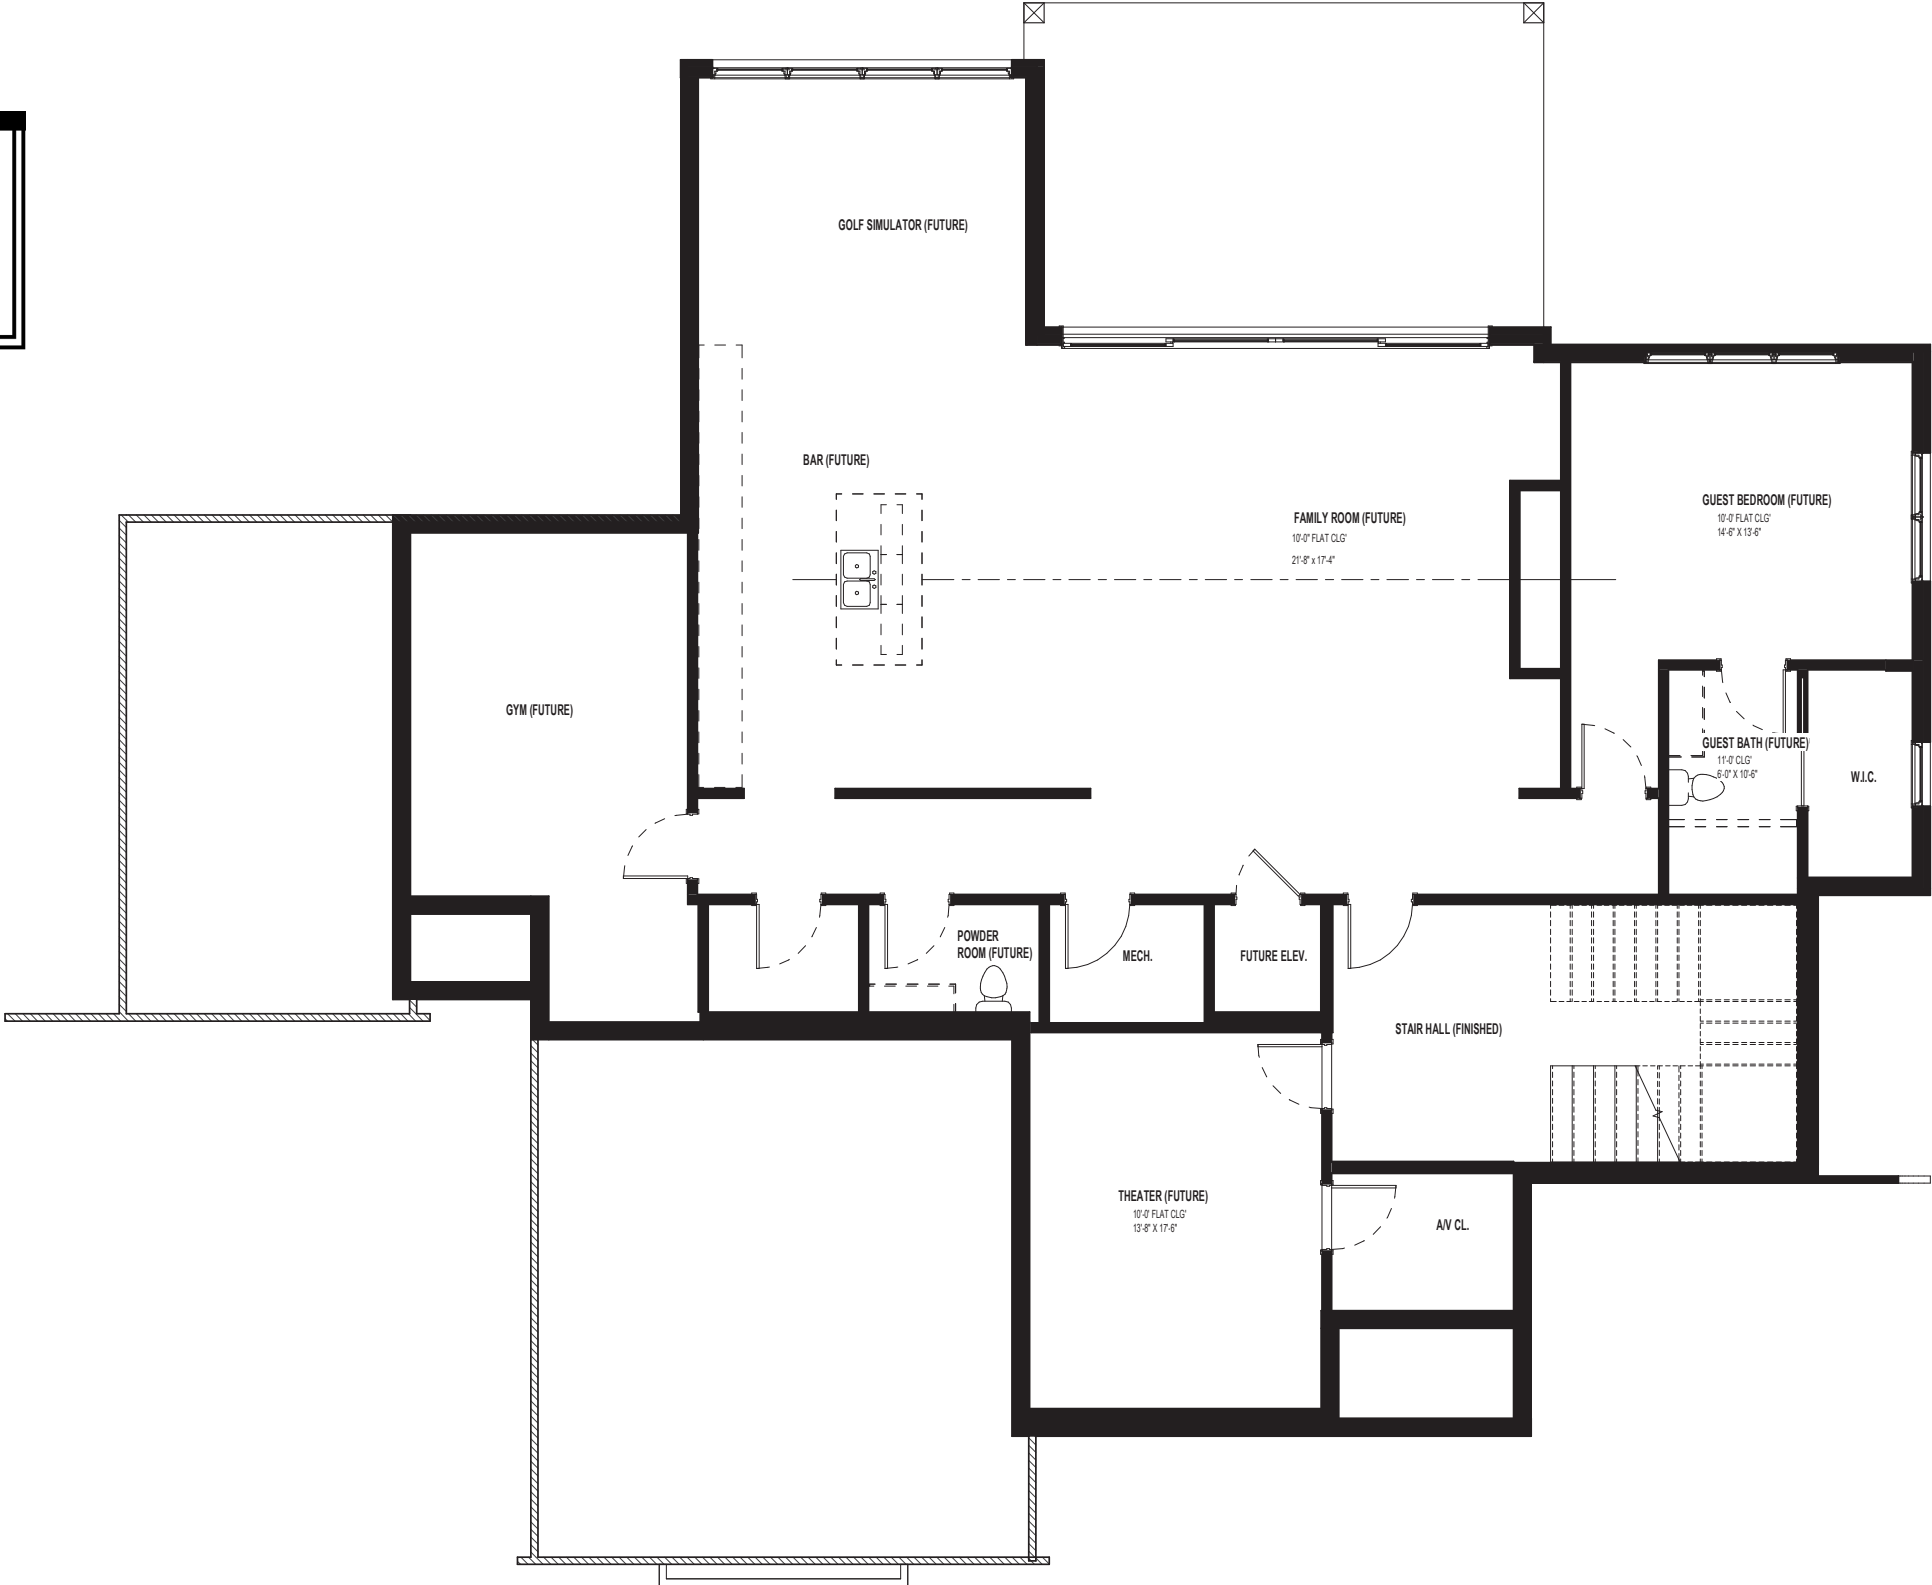 GOLF SIMULATOR (FUTURE)
BAR (FUTURE)
FAMILY ROOM (FUTURE)
10'-0" FLAT CLG'
21'-8" x 17'-4"
GUEST BEDROOM (FUTURE)
10'-0' FLAT CLG'
14'-6" X 13'-6"
GYM (FUTURE)
GUEST BATH (FUTURE)
11'-0' CLG'
6'-0" X 10'-6"
W.I.C.
POWDER
ROOM (FUTURE)
MECH.
FUTURE ELEV.
STAIR HALL (FINISHED)
THEATER (FUTURE)
10'-0' FLAT CLG'
13'-8" X 17'-6"
A/V CL.